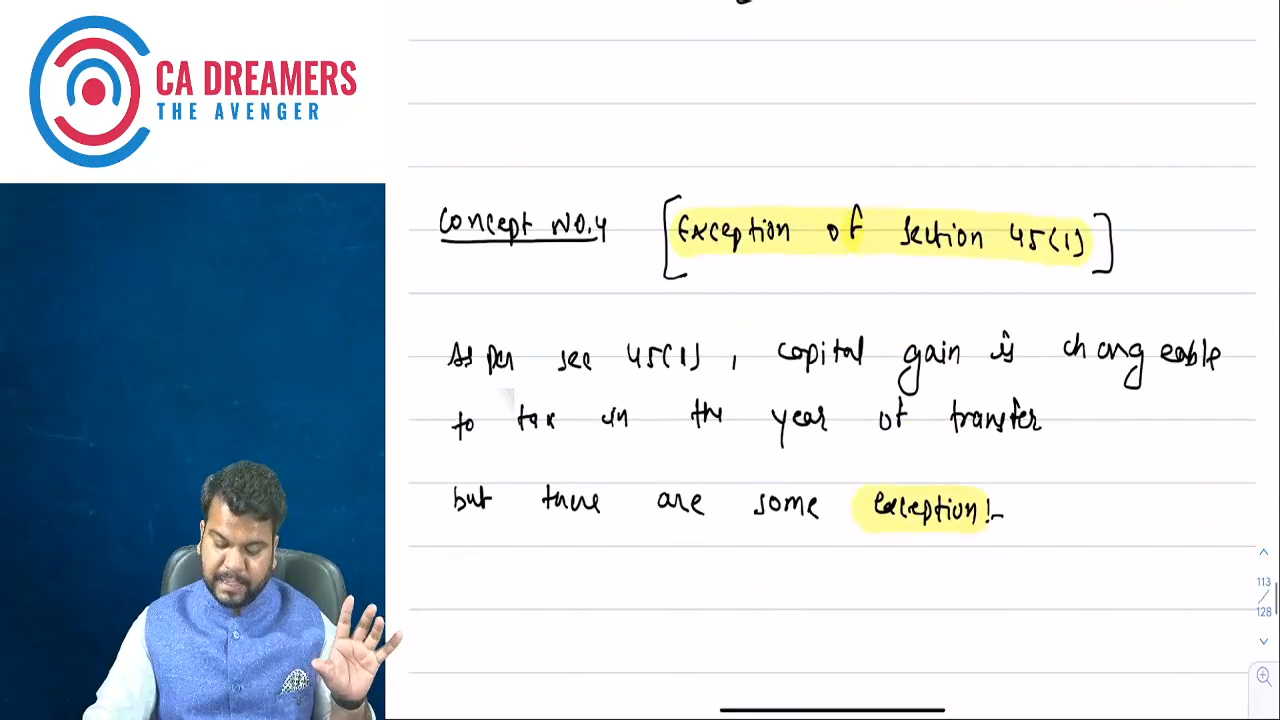 CA DREAMERS
THE AVENGER
Concept No.4 [Exception of section 45(1)]
As per sec 45(1), capital gain is chargeable
to tax in the year of transfer
but there are some exception:-
113
128